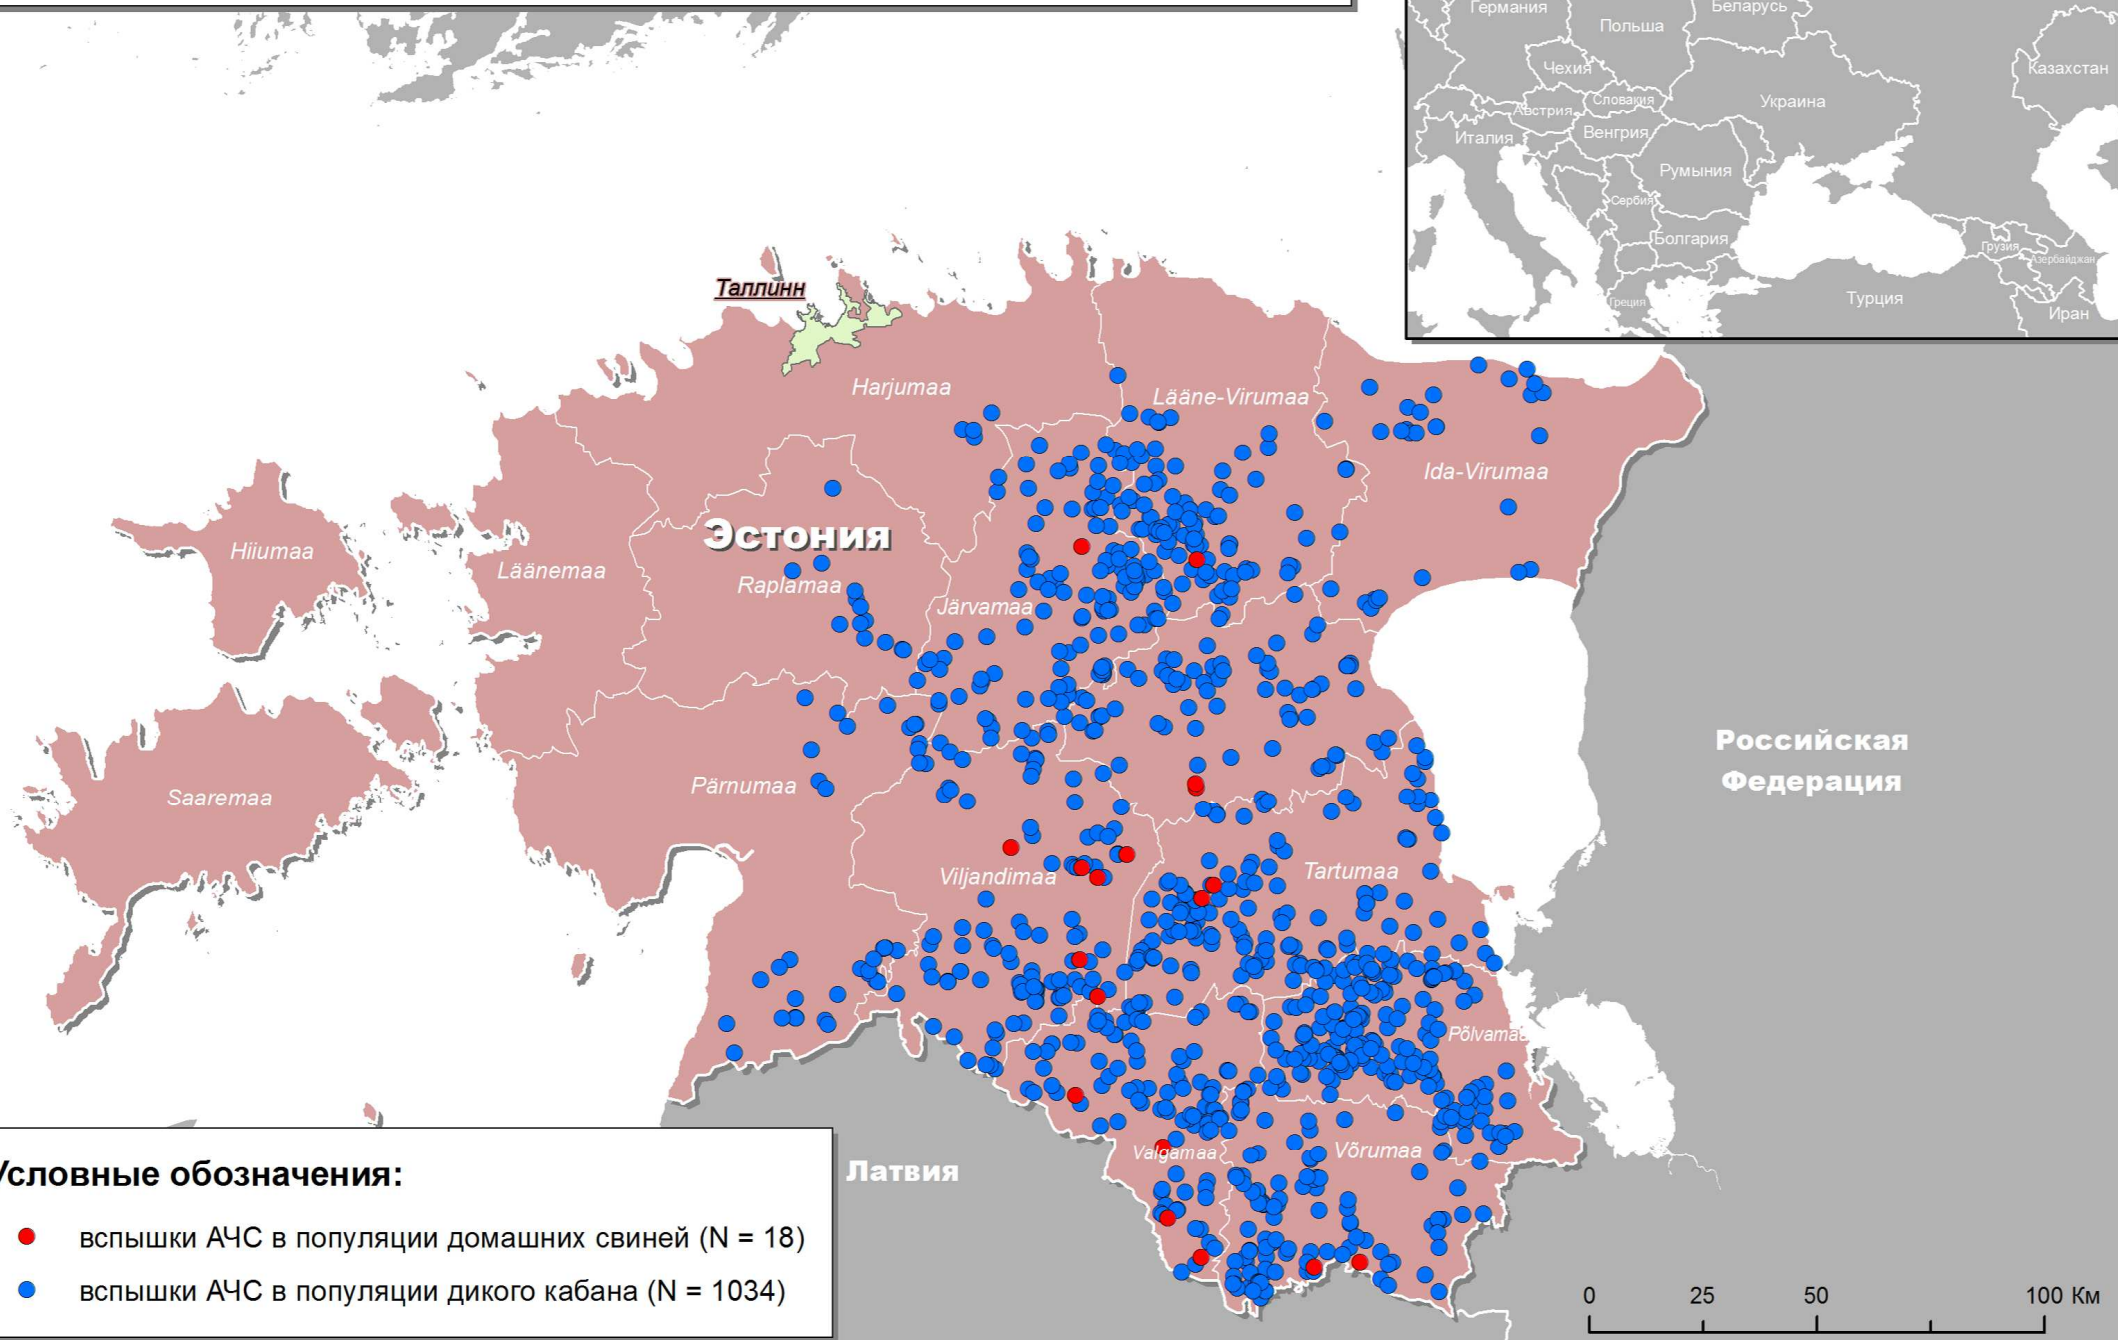 Германия
Беларусь
Польша
Чехия
Казахстан
Словакия
Украина
Австрия
Венгрия
Италия
Румыния
Сербия
Болгария
Грузия
Азербайджан
Греция
Турция
Иран
Таллинн
Harjumaa
Lääne-Virumaa
Ida-Virumaa
Эстония
Hiiumaa
Läänemaa
Raplamaa
Järvamaa
Российская
Федерация
Saaremaa
Pärnumaa
Viljandimaa
Tartumaa
Põlvamaa
Valgamaa
Võrumaa
Латвия
Условные обозначения:
вспышки АЧС в популяции домашних свиней (N = 18)
вспышки АЧС в популяции дикого кабана (N = 1034)
0 25 50 100 Км